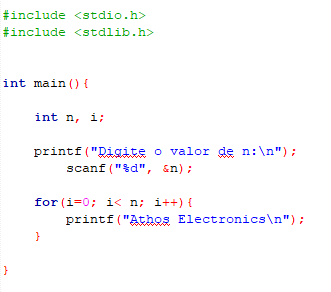 #include <stdio.h>
#include <stdlib.h>
int main(){
int n, i;
printf("Digite o valor de n:\n");
scanf("%d", &n);
for(i=0; i< n; i++){
printf("Athos Electronics\n");
}
}